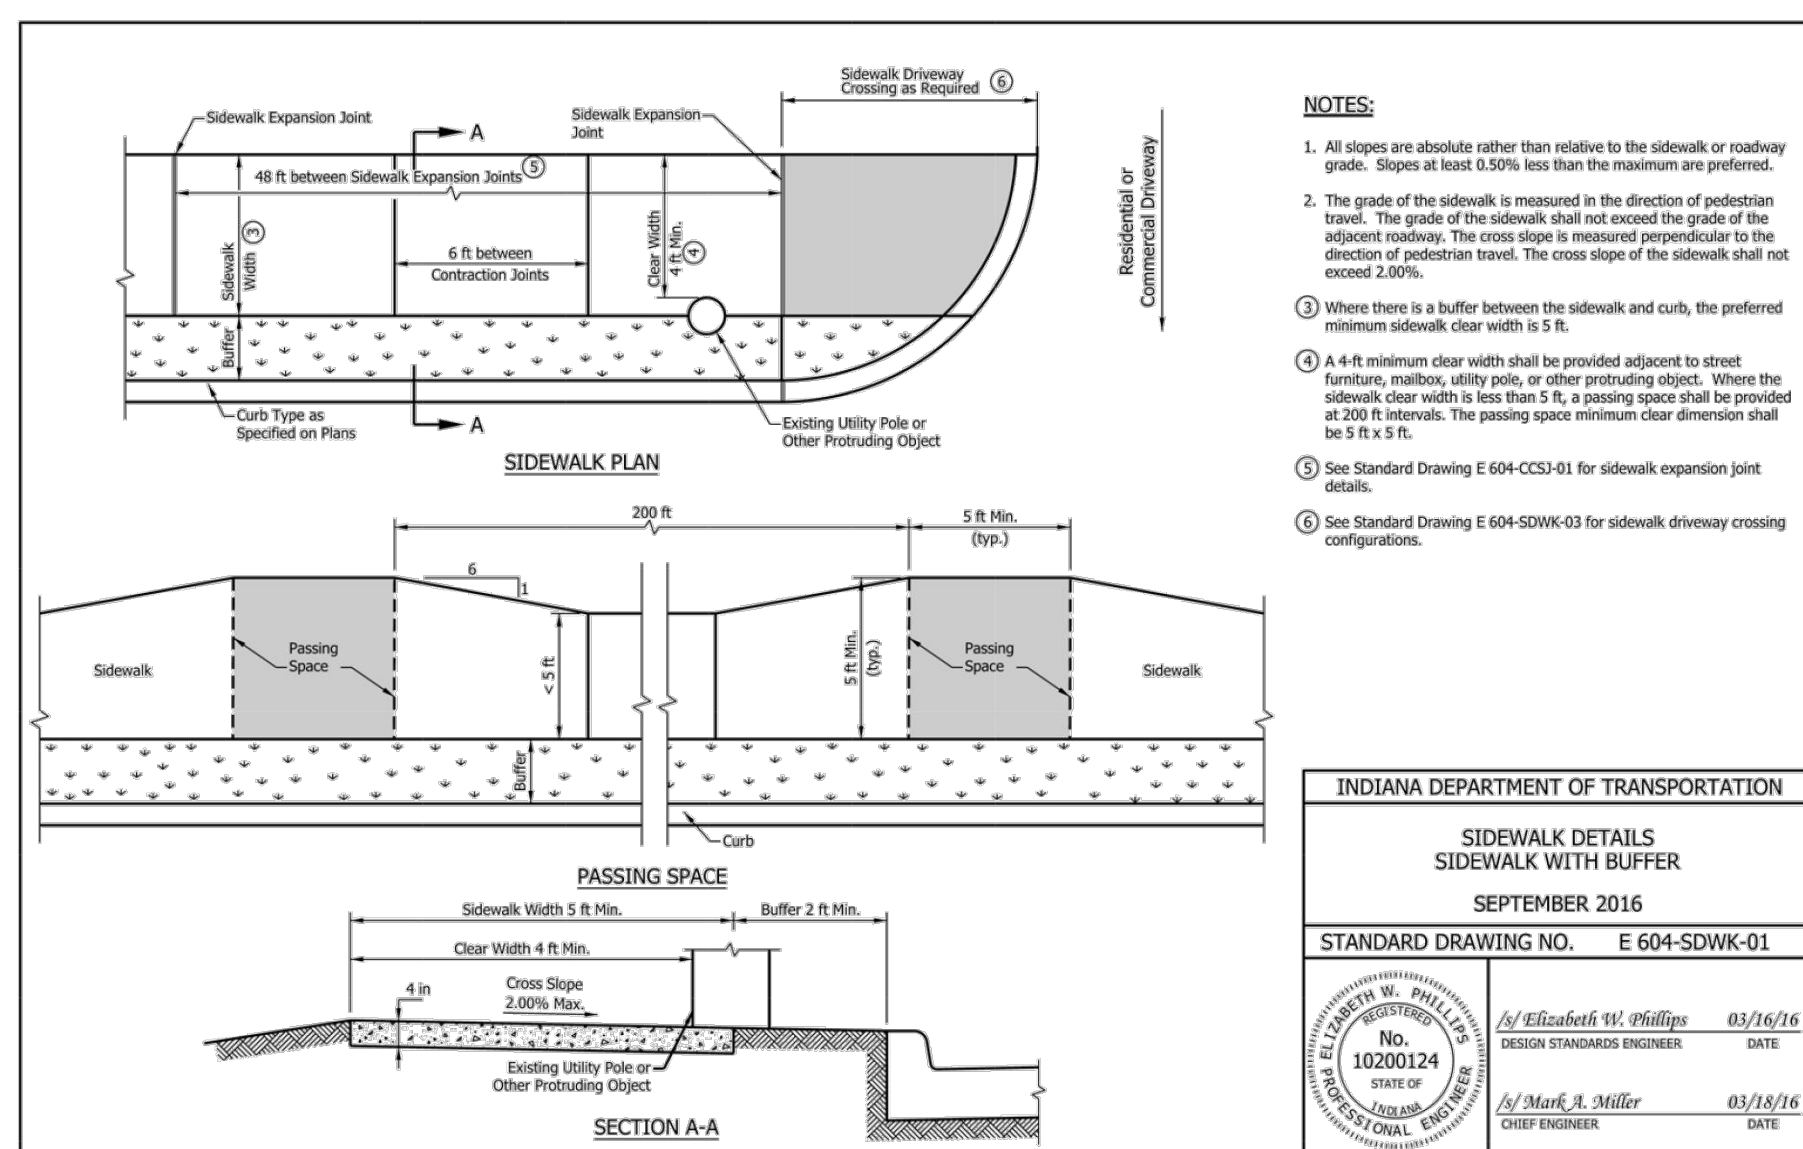 Sidewalk Driveway
Crossing as Required 6
Sidewalk Expansion Joint
A
Sidewalk Expansion
Joint
48 ft between Sidewalk Expansion Joints 5
Sidewalk
Width 3
6 ft between
Contraction Joints
Clear Width
4 ft Min. 4
Buffer
Residential or
Commercial Driveway
Curb Type as
Specified on Plans
A
Existing Utility Pole or
Other Protruding Object
SIDEWALK PLAN
200 ft
5 ft Min.
(typ.)
6
1
Sidewalk
Passing
Space
< 5 ft
5 ft Min.
(typ.)
Passing
Space
Sidewalk
Buffer
Curb
PASSING SPACE
Sidewalk Width 5 ft Min.
Buffer 2 ft Min.
Clear Width 4 ft Min.
4 in
Cross Slope
2.00% Max.
Existing Utility Pole or
Other Protruding Object
SECTION A-A
NOTES:
1. All slopes are absolute rather than relative to the sidewalk or roadway
grade. Slopes at least 0.50% less than the maximum are preferred.
2. The grade of the sidewalk is measured in the direction of pedestrian
travel. The grade of the sidewalk shall not exceed the grade of the
adjacent roadway. The cross slope is measured perpendicular to the
direction of pedestrian travel. The cross slope of the sidewalk shall not
exceed 2.00%.
3 Where there is a buffer between the sidewalk and curb, the preferred
minimum sidewalk clear width is 5 ft.
4 A 4-ft minimum clear width shall be provided adjacent to street
furniture, mailbox, utility pole, or other protruding object. Where the
sidewalk clear width is less than 5 ft, a passing space shall be provided
at 200 ft intervals. The passing space minimum clear dimension shall
be 5 ft x 5 ft.
5 See Standard Drawing E 604-CCSJ-01 for sidewalk expansion joint
details.
6 See Standard Drawing E 604-SDWK-03 for sidewalk driveway crossing
configurations.
INDIANA DEPARTMENT OF TRANSPORTATION
SIDEWALK DETAILS
SIDEWALK WITH BUFFER
SEPTEMBER 2016
STANDARD DRAWING NO. E 604-SDWK-01
ELIZABETH W. PHILLIPS
REGISTERED
No.
10200124
STATE OF
INDIANA
PROFESSIONAL ENGINEER
/s/ Elizabeth W. Phillips 03/16/16
DESIGN STANDARDS ENGINEER DATE
/s/ Mark A. Miller 03/18/16
CHIEF ENGINEER DATE